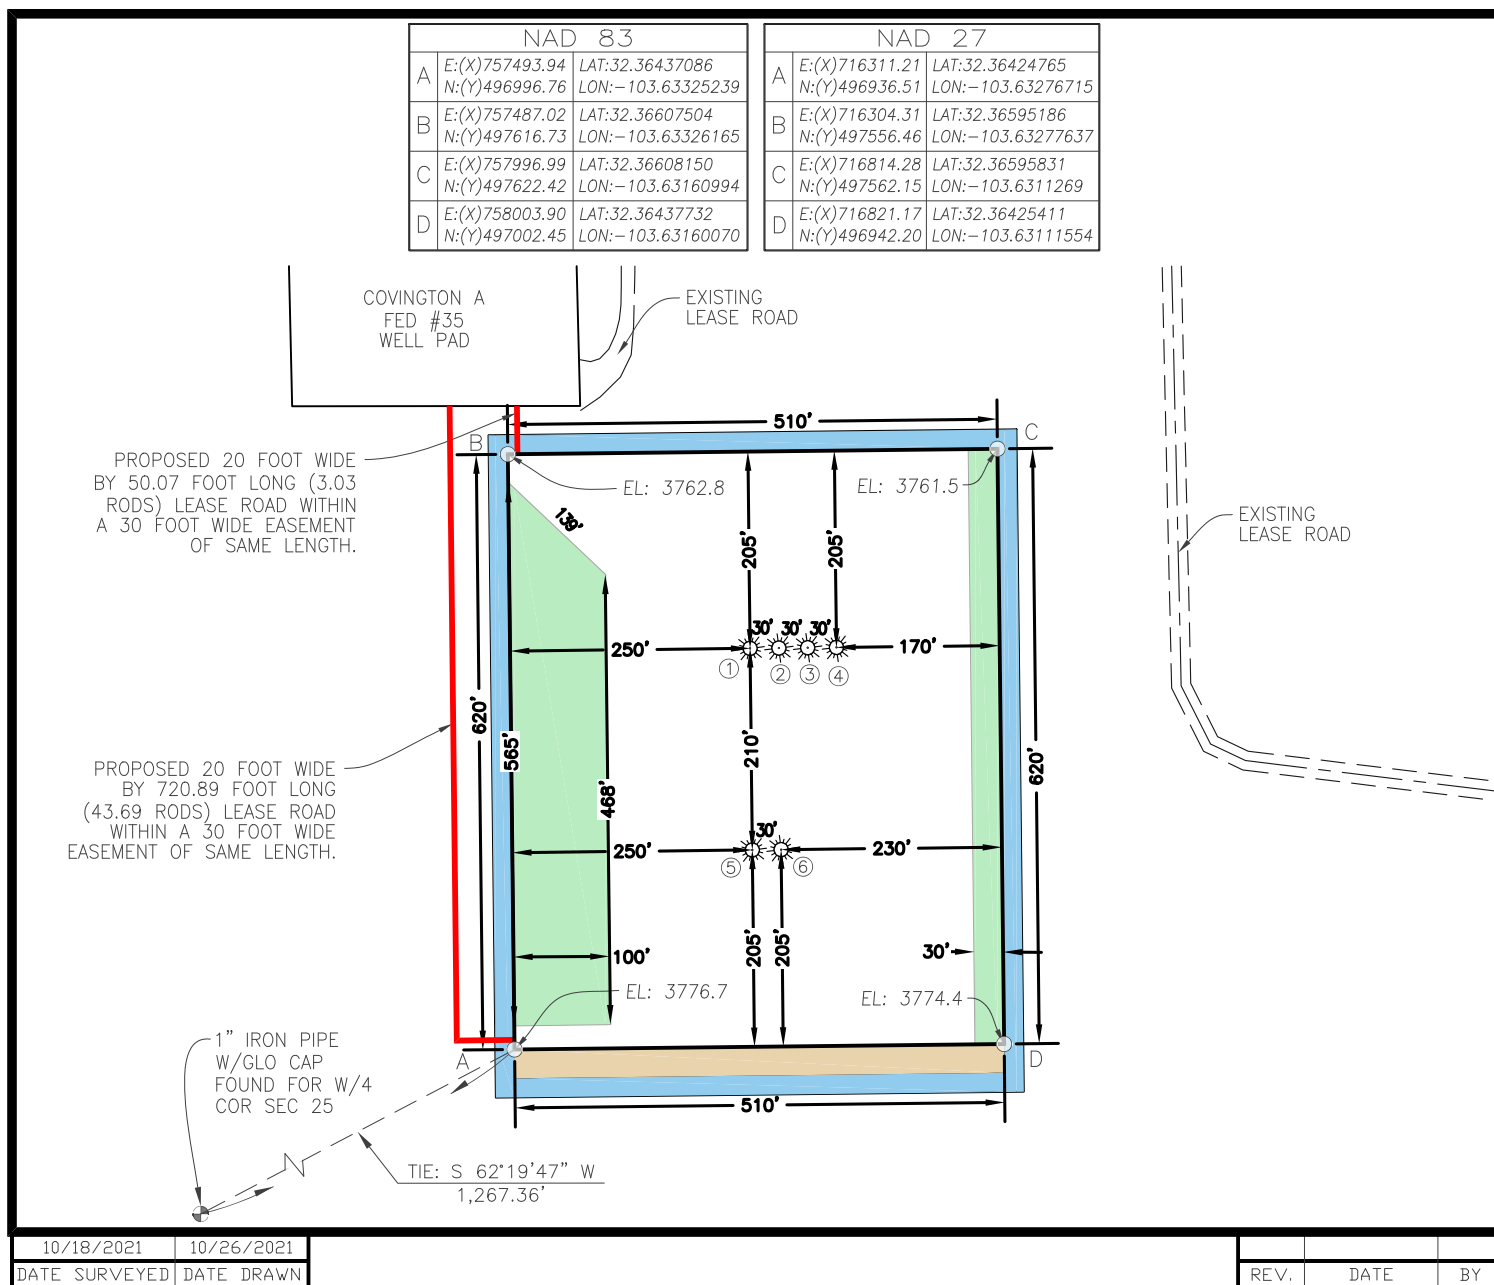 NAD 83
A E:(X)757493.94 LAT:32.36437086
N:(Y)496996.76 LON:-103.63325239
B E:(X)757487.02 LAT:32.36607504
N:(Y)497616.73 LON:-103.63326165
C E:(X)757996.99 LAT:32.36608150
N:(Y)497622.42 LON:-103.63160994
D E:(X)758003.90 LAT:32.36437732
N:(Y)497002.45 LON:-103.63160070
NAD 27
A E:(X)716311.21 LAT:32.36424765
N:(Y)496936.51 LON:-103.63276715
B E:(X)716304.31 LAT:32.36595186
N:(Y)497556.46 LON:-103.63277637
C E:(X)716814.28 LAT:32.36595831
N:(Y)497562.15 LON:-103.6311269
D E:(X)716821.17 LAT:32.36425411
N:(Y)496942.20 LON:-103.63111554
COVINGTON A
FED #35
WELL PAD
EXISTING
LEASE ROAD
510'
B
C
PROPOSED 20 FOOT WIDE
BY 50.07 FOOT LONG (3.03
RODS) LEASE ROAD WITHIN
A 30 FOOT WIDE EASEMENT
OF SAME LENGTH.
EL: 3762.8
EL: 3761.5
139'
205'
205'
EXISTING
LEASE ROAD
30' 30' 30'
250'
170'
1 2 3 4
620'
565'
210'
620'
468'
PROPOSED 20 FOOT WIDE
BY 720.89 FOOT LONG
(43.69 RODS) LEASE ROAD
WITHIN A 30 FOOT WIDE
EASEMENT OF SAME LENGTH.
30'
250'
230'
5 6
205'
205'
100'
30'
EL: 3776.7
EL: 3774.4
A
D
1" IRON PIPE
W/GLO CAP
FOUND FOR W/4
COR SEC 25
510'
TIE: S 62°19'47" W
1,267.36'
10/18/2021 10/26/2021
DATE SURVEYED DATE DRAWN
REV. DATE BY